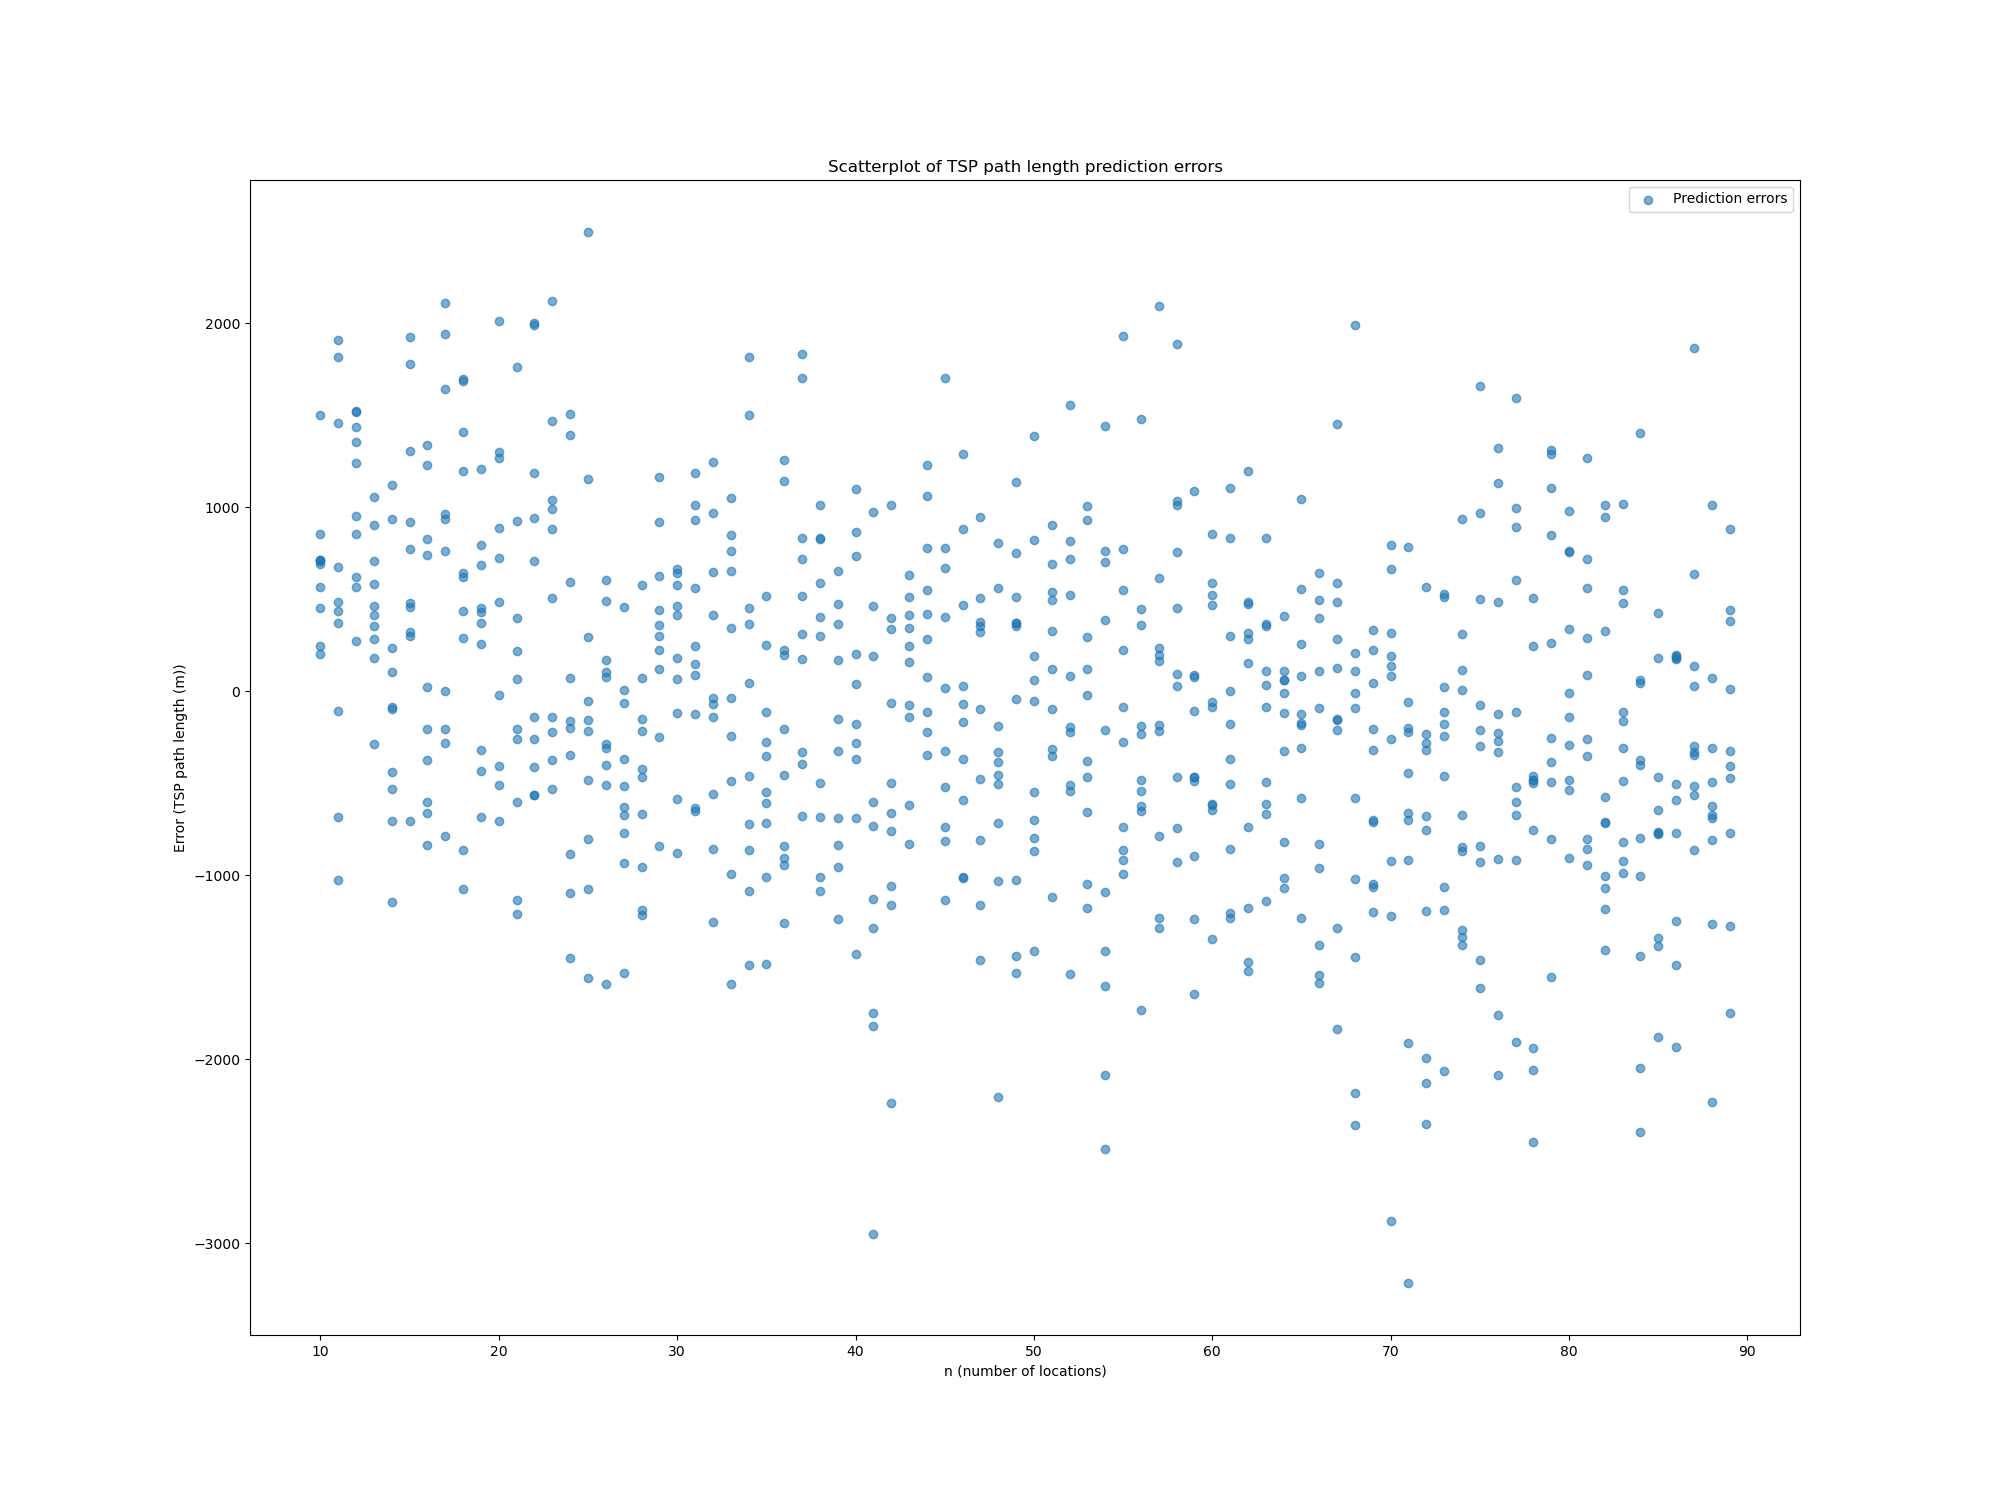 Scatterplot of TSP path length prediction errors
Prediction errors
Error (TSP path length (m))
2000
1000
0
−1000
−2000
−3000
10 20 30 40 50 60 70 80 90
n (number of locations)